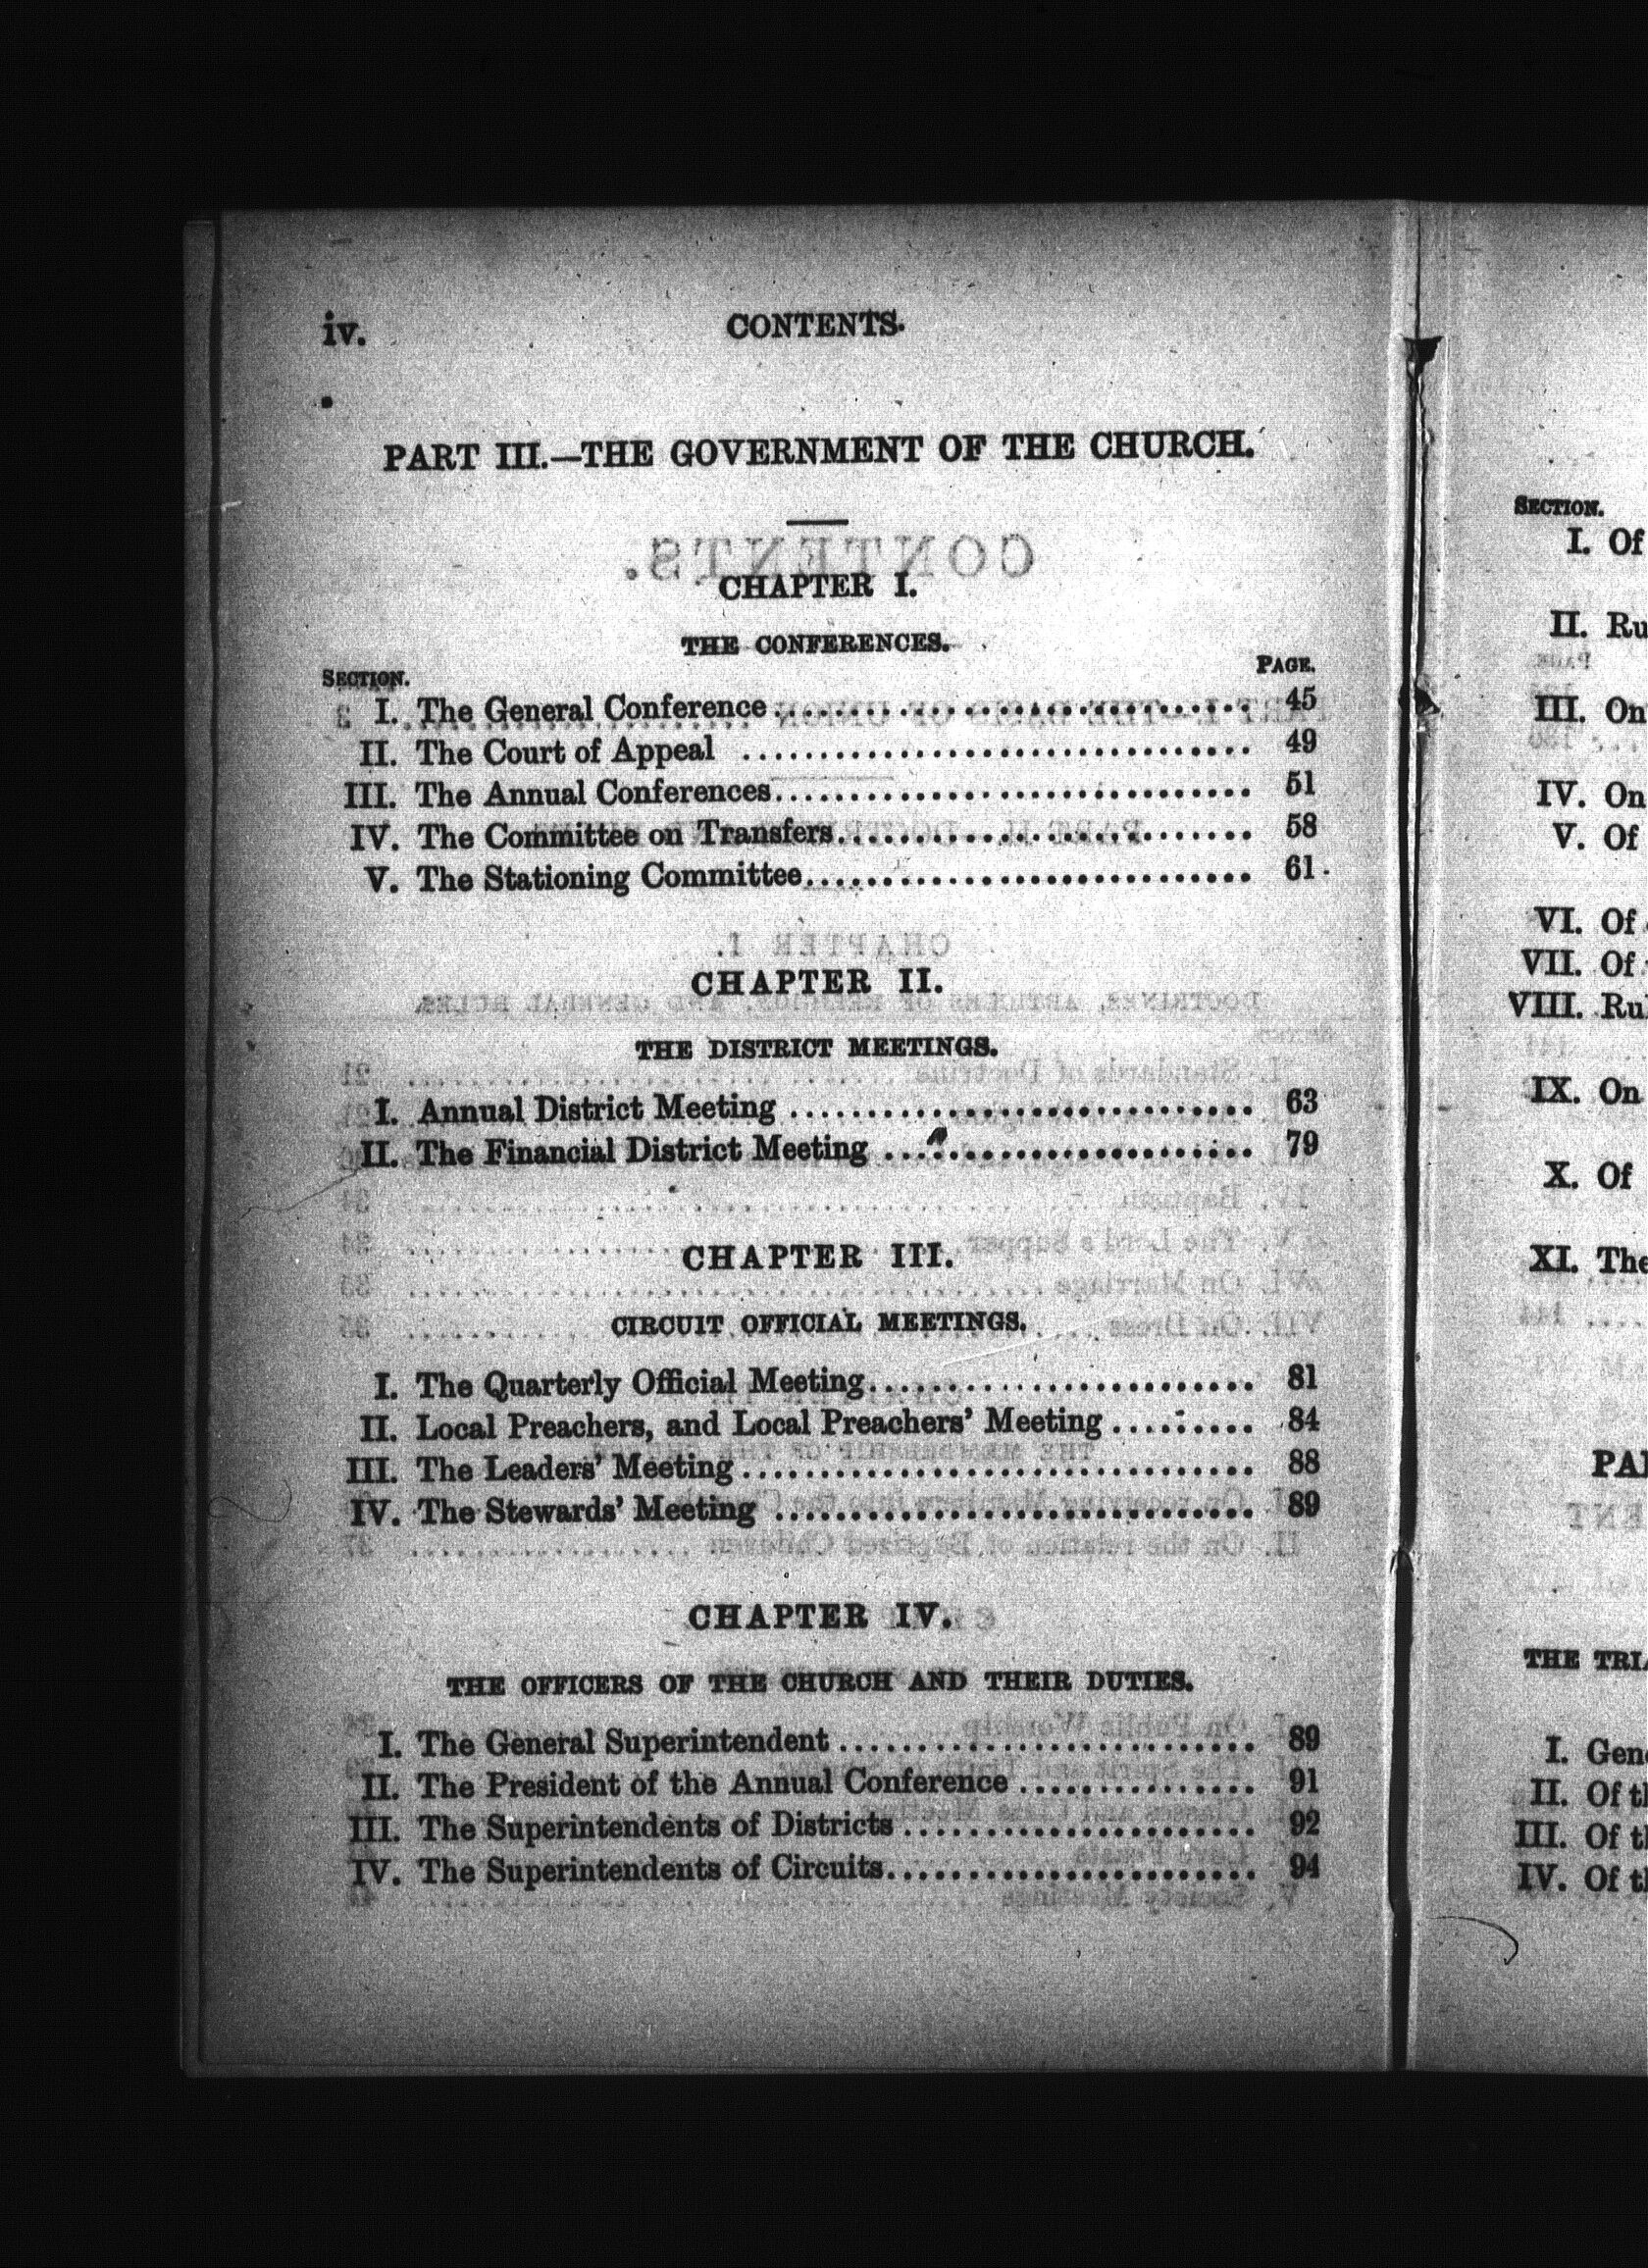 iv. CONTENTS.
PART III.—THE GOVERNMENT OF THE CHURCH.
CHAPTER I.
THE CONFERENCES.
SECTION. PAGE.
I. The General Conference 45
II. The Court of Appeal 49
III. The Annual Conferences 51
IV. The Committee on Transfers 58
V. The Stationing Committee 61
CHAPTER II.
THE DISTRICT MEETINGS.
I. Annual District Meeting 63
II. The Financial District Meeting 79
CHAPTER III.
CIRCUIT OFFICIAL MEETINGS.
I. The Quarterly Official Meeting 81
II. Local Preachers, and Local Preachers' Meeting 84
III. The Leaders' Meeting 88
IV. The Stewards' Meeting 89
CHAPTER IV.
THE OFFICERS OF THE CHURCH AND THEIR DUTIES.
I. The General Superintendent 89
II. The President of the Annual Conference 91
III. The Superintendents of Districts 92
IV. The Superintendents of Circuits 94
SECTION.
I. Of
II.
III. On
IV. On
V. Of
VI. Of
VII. Of
VIII.
IX. On
X. Of
XI. The
THE
I.
II. Of
III. Of
IV. Of